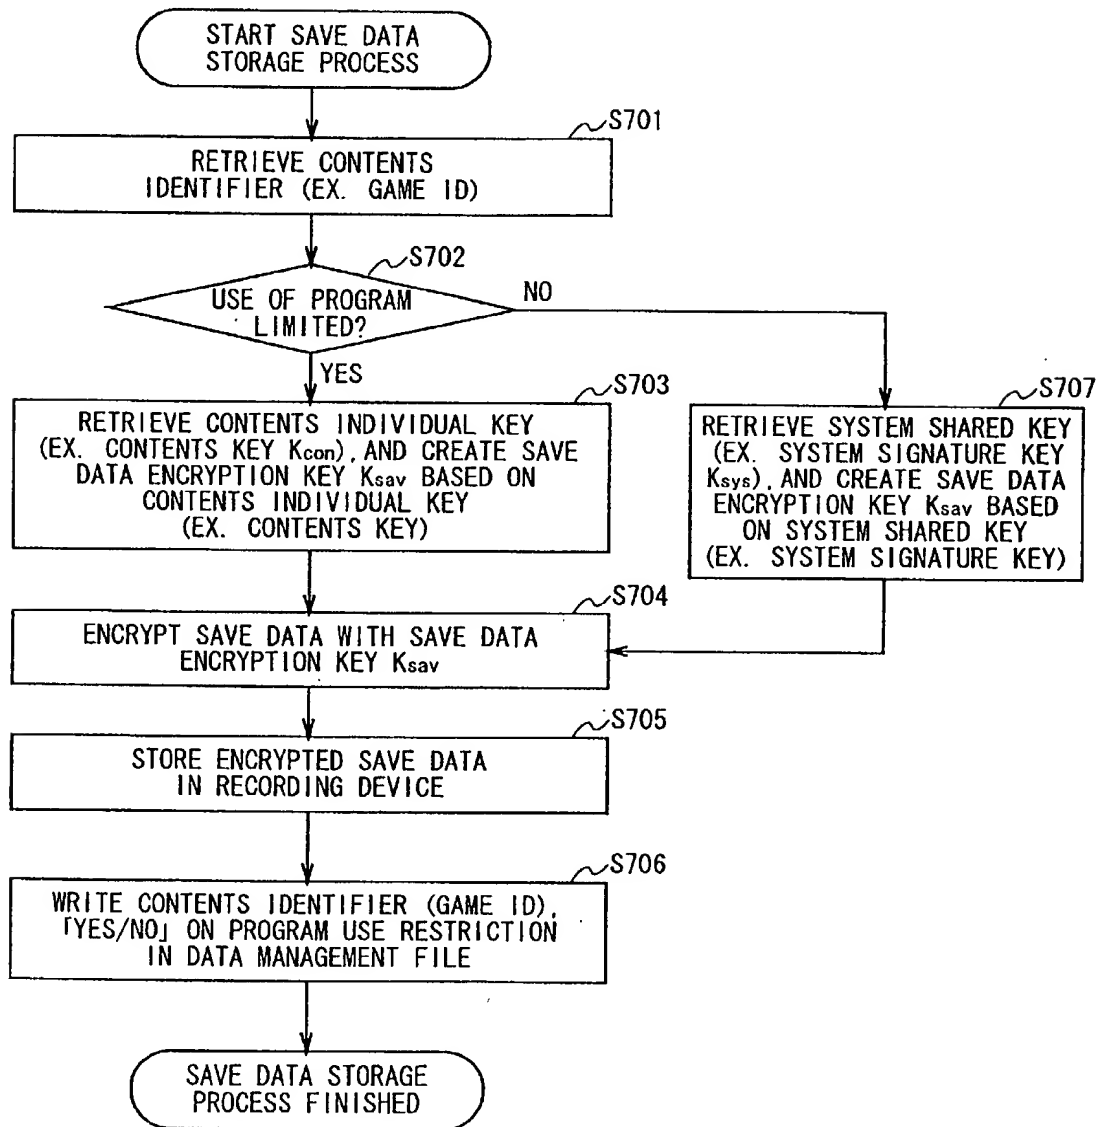 START SAVE DATA
STORAGE PROCESS
S701
RETRIEVE CONTENTS
IDENTIFIER (EX. GAME ID)
S702
USE OF PROGRAM
LIMITED?
NO
YES
S703
RETRIEVE CONTENTS INDIVIDUAL KEY
(EX. CONTENTS KEY Kcon), AND CREATE SAVE
DATA ENCRYPTION KEY Ksav BASED ON
CONTENTS INDIVIDUAL KEY
(EX. CONTENTS KEY)
S707
RETRIEVE SYSTEM SHARED KEY
(EX. SYSTEM SIGNATURE KEY
Ksys), AND CREATE SAVE DATA
ENCRYPTION KEY Ksav BASED
ON SYSTEM SHARED KEY
(EX. SYSTEM SIGNATURE KEY)
S704
ENCRYPT SAVE DATA WITH SAVE DATA
ENCRYPTION KEY Ksav
S705
STORE ENCRYPTED SAVE DATA
IN RECORDING DEVICE
S706
WRITE CONTENTS IDENTIFIER (GAME ID),
「YES/NO」 ON PROGRAM USE RESTRICTION
IN DATA MANAGEMENT FILE
SAVE DATA STORAGE
PROCESS FINISHED